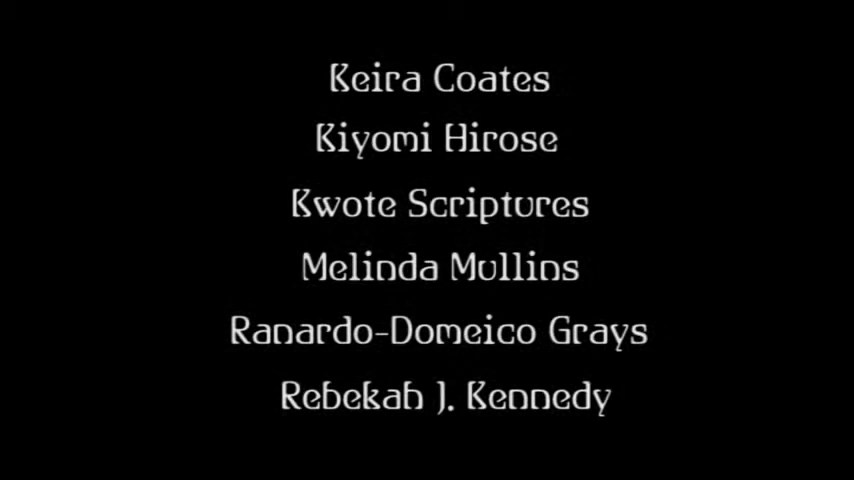 Keira Coates
Kiyomi Hirose
Kwote Scriptures
Melinda Mullins
Ranardo-Domeico Grays
Rebekah J. Kennedy